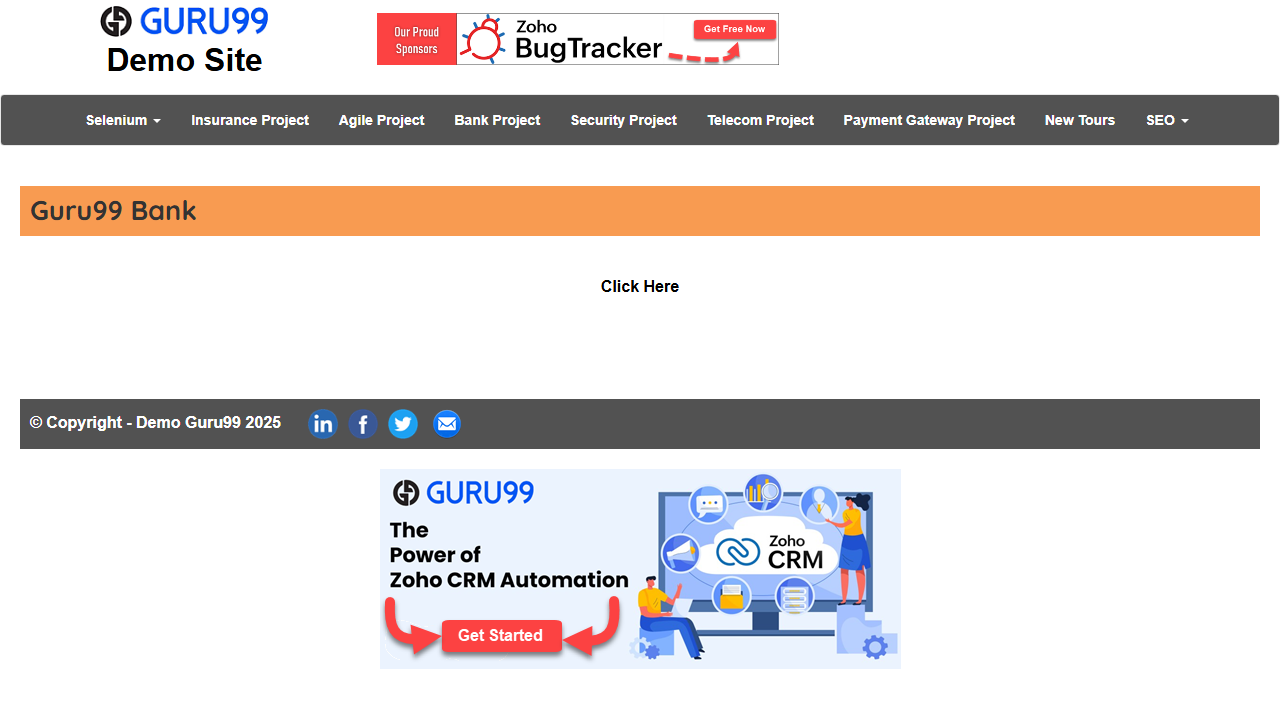 GURU99
Demo Site
Our Proud
Sponsors
Zoho
BugTracker
Get Free Now
Selenium Insurance Project Agile Project Bank Project Security Project Telecom Project Payment Gateway Project New Tours SEO
Guru99 Bank
Click Here
© Copyright - Demo Guru99 2025
GURU99
The
Power of
Zoho CRM Automation
Get Started
Zoho
CRM